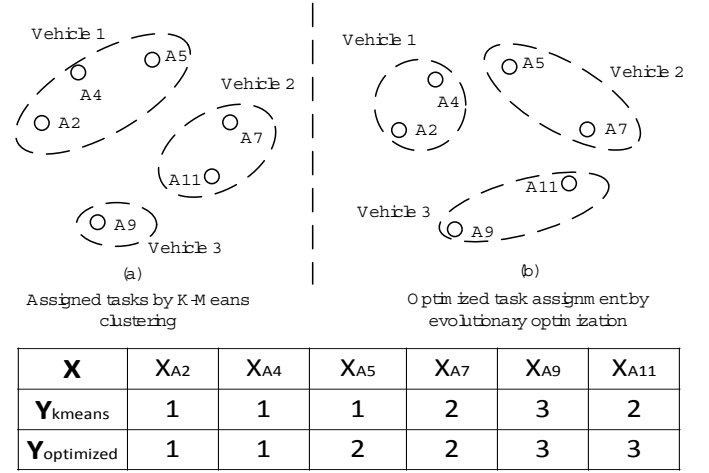 Vehicle 1
A5
A4
A2
Vehicle 2
A7
A11
A9
Vehicle 3
(a)
Assigned tasks by K-Means
clustering
Vehicle 1
A4
A2
A5
Vehicle 2
A7
A11
Vehicle 3
A9
(b)
Optimized task assignment by
evolutionary optimization
X XA2 XA4 XA5 XA7 XA9 XA11
Ykmeans 1 1 1 2 3 2
Yoptimized 1 1 2 2 3 3